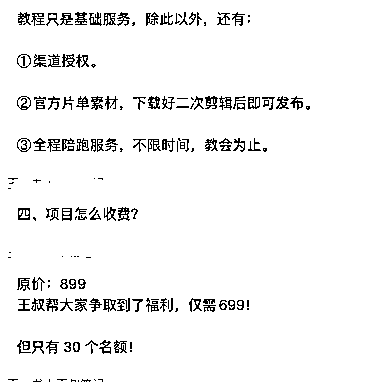 教程只是基础服务，除此以外，还有：
①渠道授权。
②官方片单素材，下载好二次剪辑后即可发布。
③全程陪跑服务，不限时间，教会为止。
四、项目怎么收费？
原价：899
王叔帮大家争取到了福利，仅需699！
但只有 30 个名额！